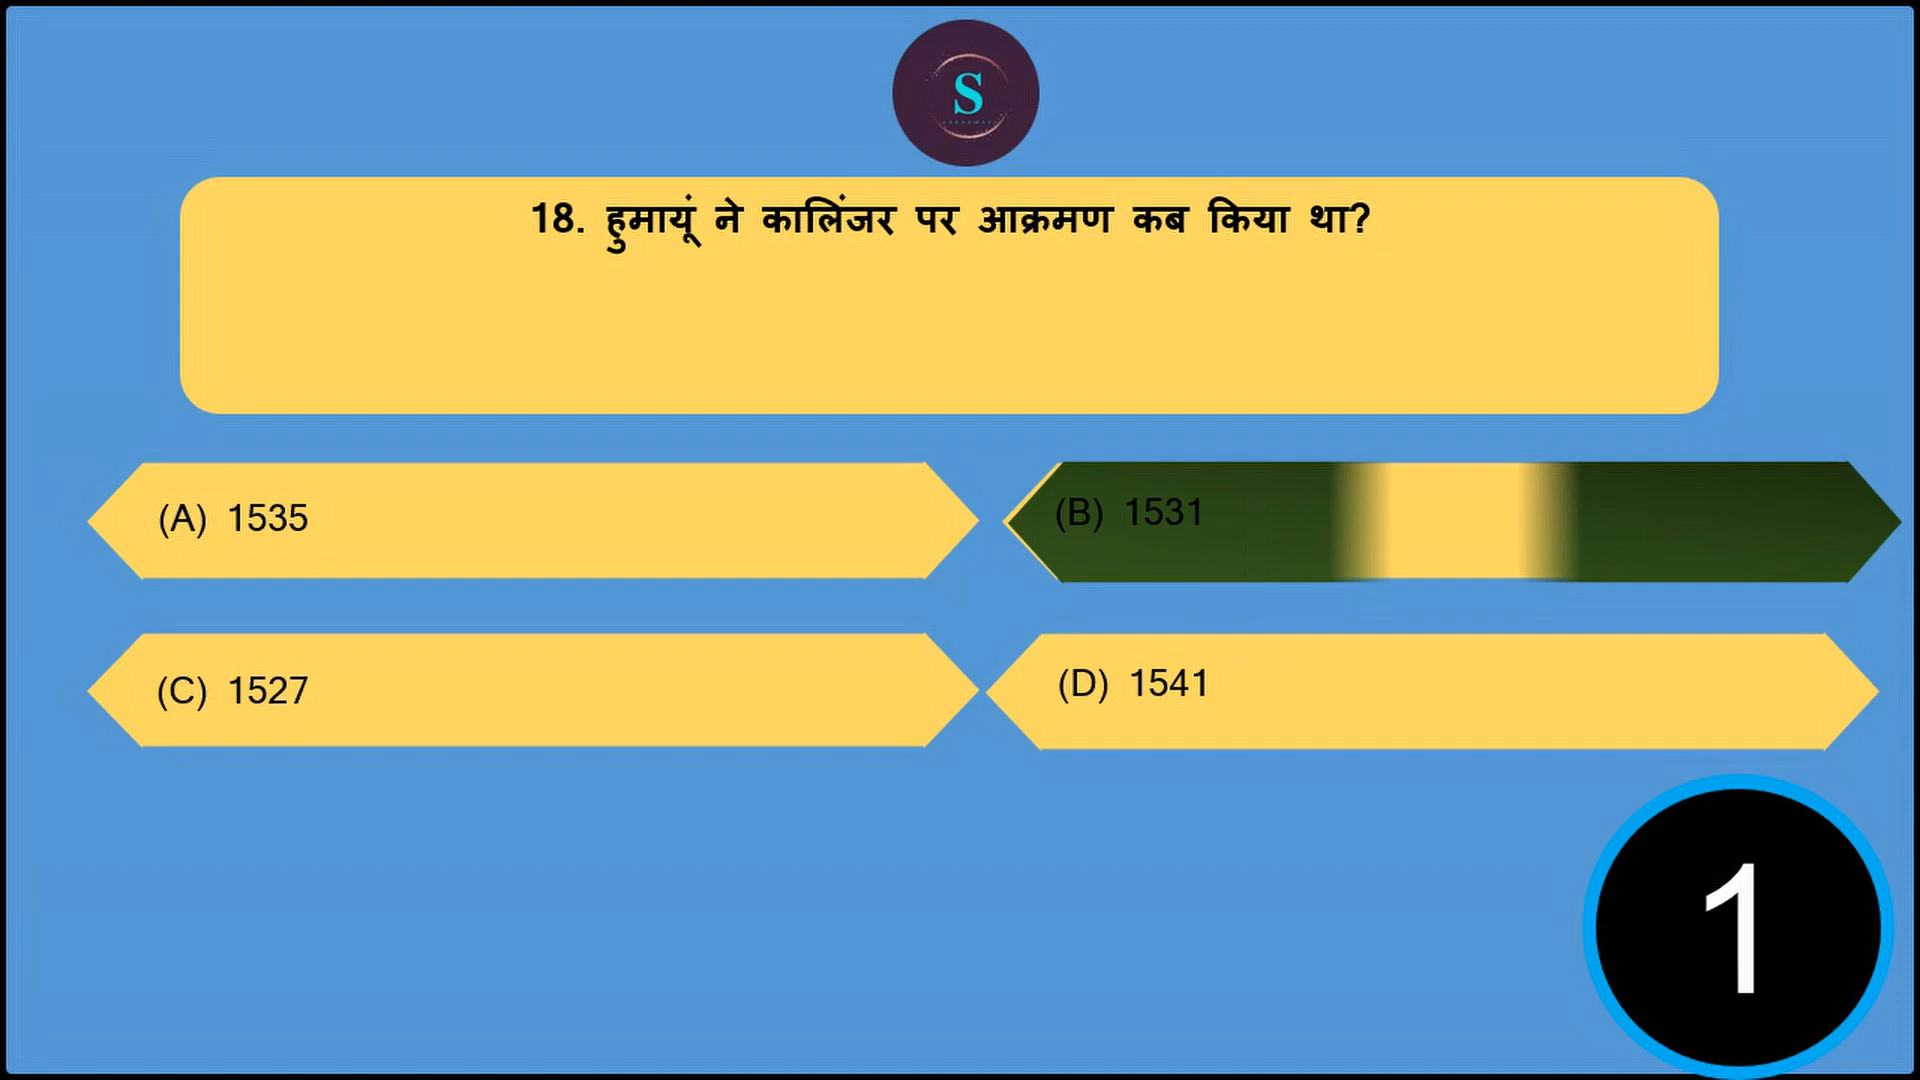 S
18. हुमायूं ने कालिंजर पर आक्रमण कब किया था?
(A) 1535
(B) 1531
(C) 1527
(D) 1541
1